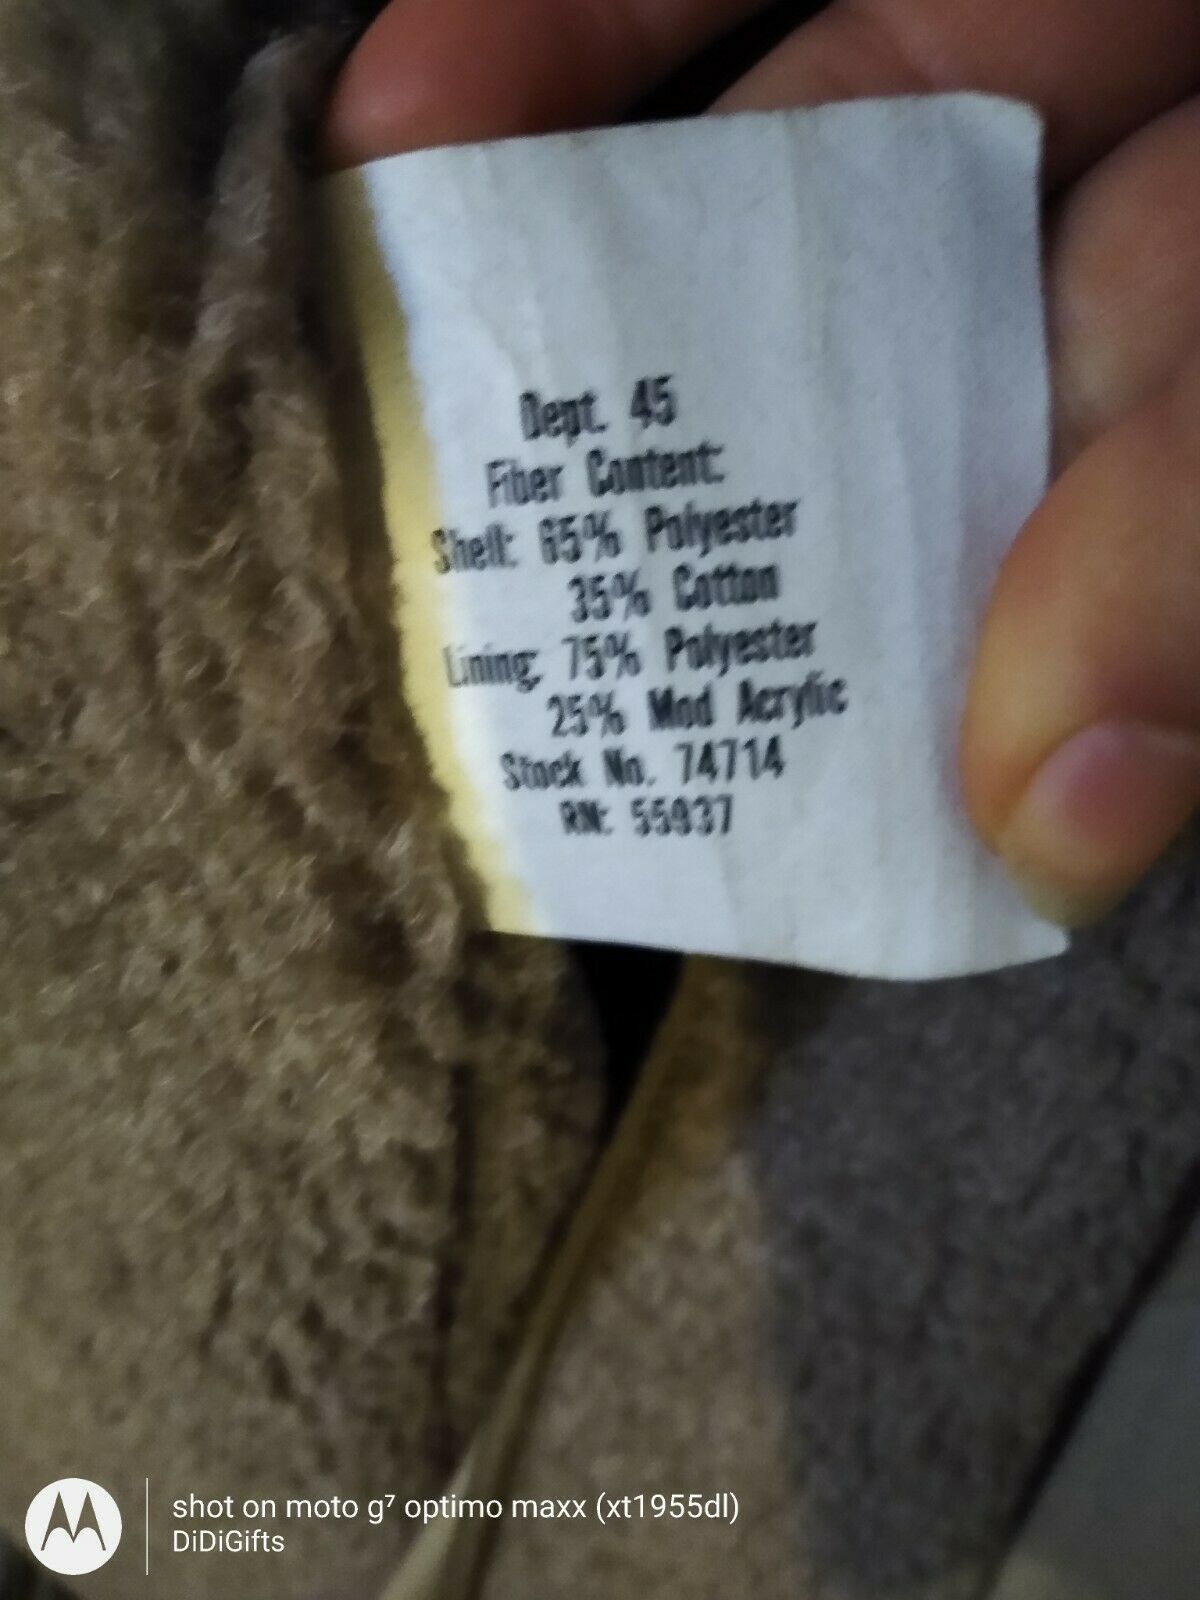 Dept. 45
Fiber Content:
Shell: 65% Polyester
35% Cotton
Lining: 75% Polyester
25% Mod Acrylic
Stock No. 74714
RN: 55937
shot on moto g⁷ optimo maxx (xt1955dl)
DiDiGifts